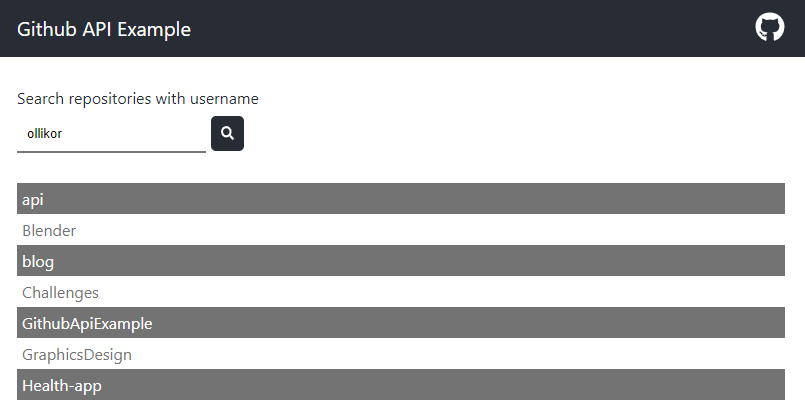 Github API Example
Search repositories with username
ollikor
api
Blender
blog
Challenges
GithubApiExample
GraphicsDesign
Health-app